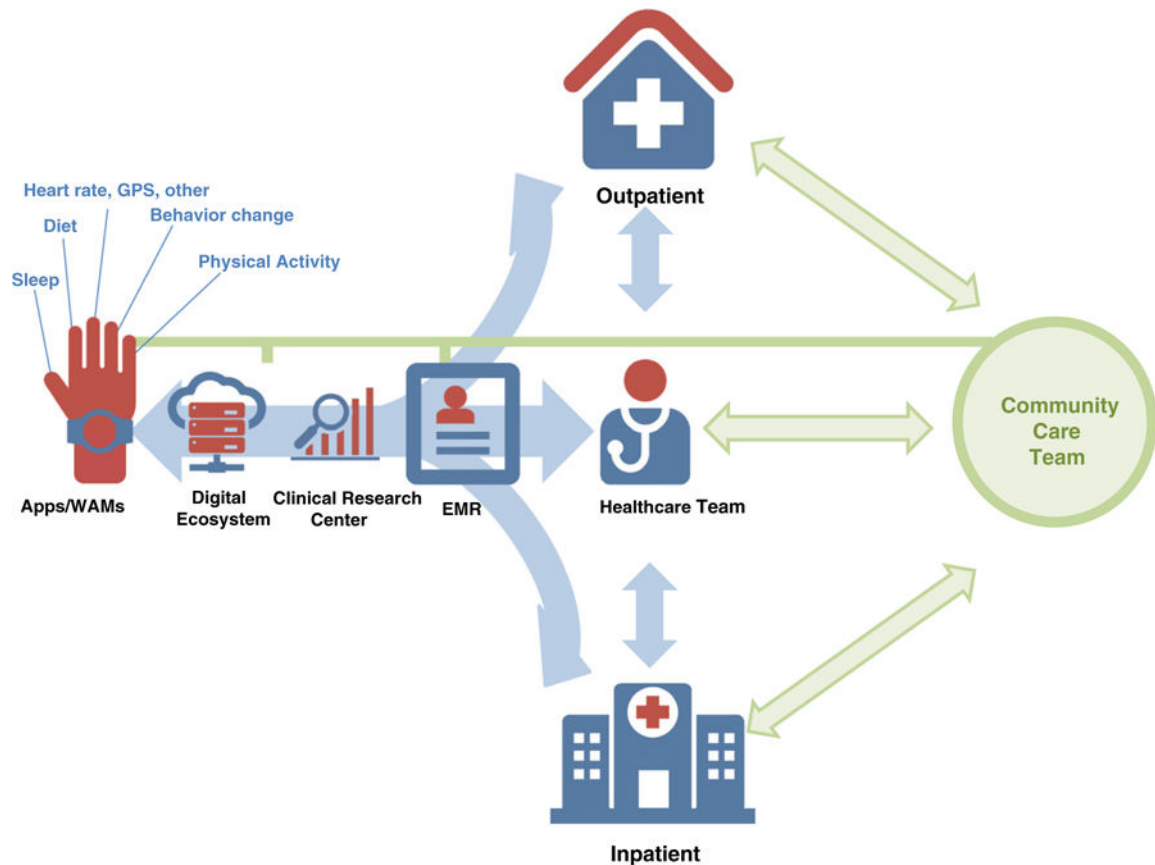 Outpatient
Heart rate, GPS, other
Behavior change
Diet
Physical Activity
Sleep
Community
Care
Team
Apps/WAMs
Digital
Ecosystem
Clinical Research
Center
EMR
Healthcare Team
Inpatient